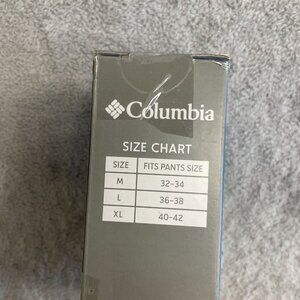 Columbia
SIZE CHART
SIZE FITS PANTS SIZE
M 32-34
L 36-38
XL 40-42